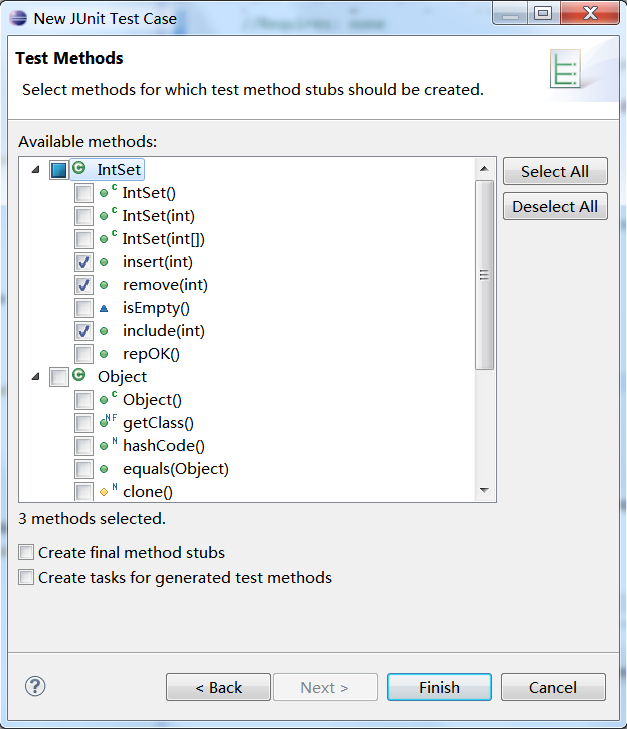 New JUnit Test Case
//Requires: none
Test Methods
Select methods for which test method stubs should be created.
Available methods:
C IntSet
C IntSet()
C IntSet(int)
C IntSet(int[])
insert(int)
remove(int)
isEmpty()
include(int)
repOK()
C Object
C Object()
NF getClass()
N hashCode()
equals(Object)
N clone()
Select All
Deselect All
3 methods selected.
Create final method stubs
Create tasks for generated test methods
?
< Back
Next >
Finish
Cancel